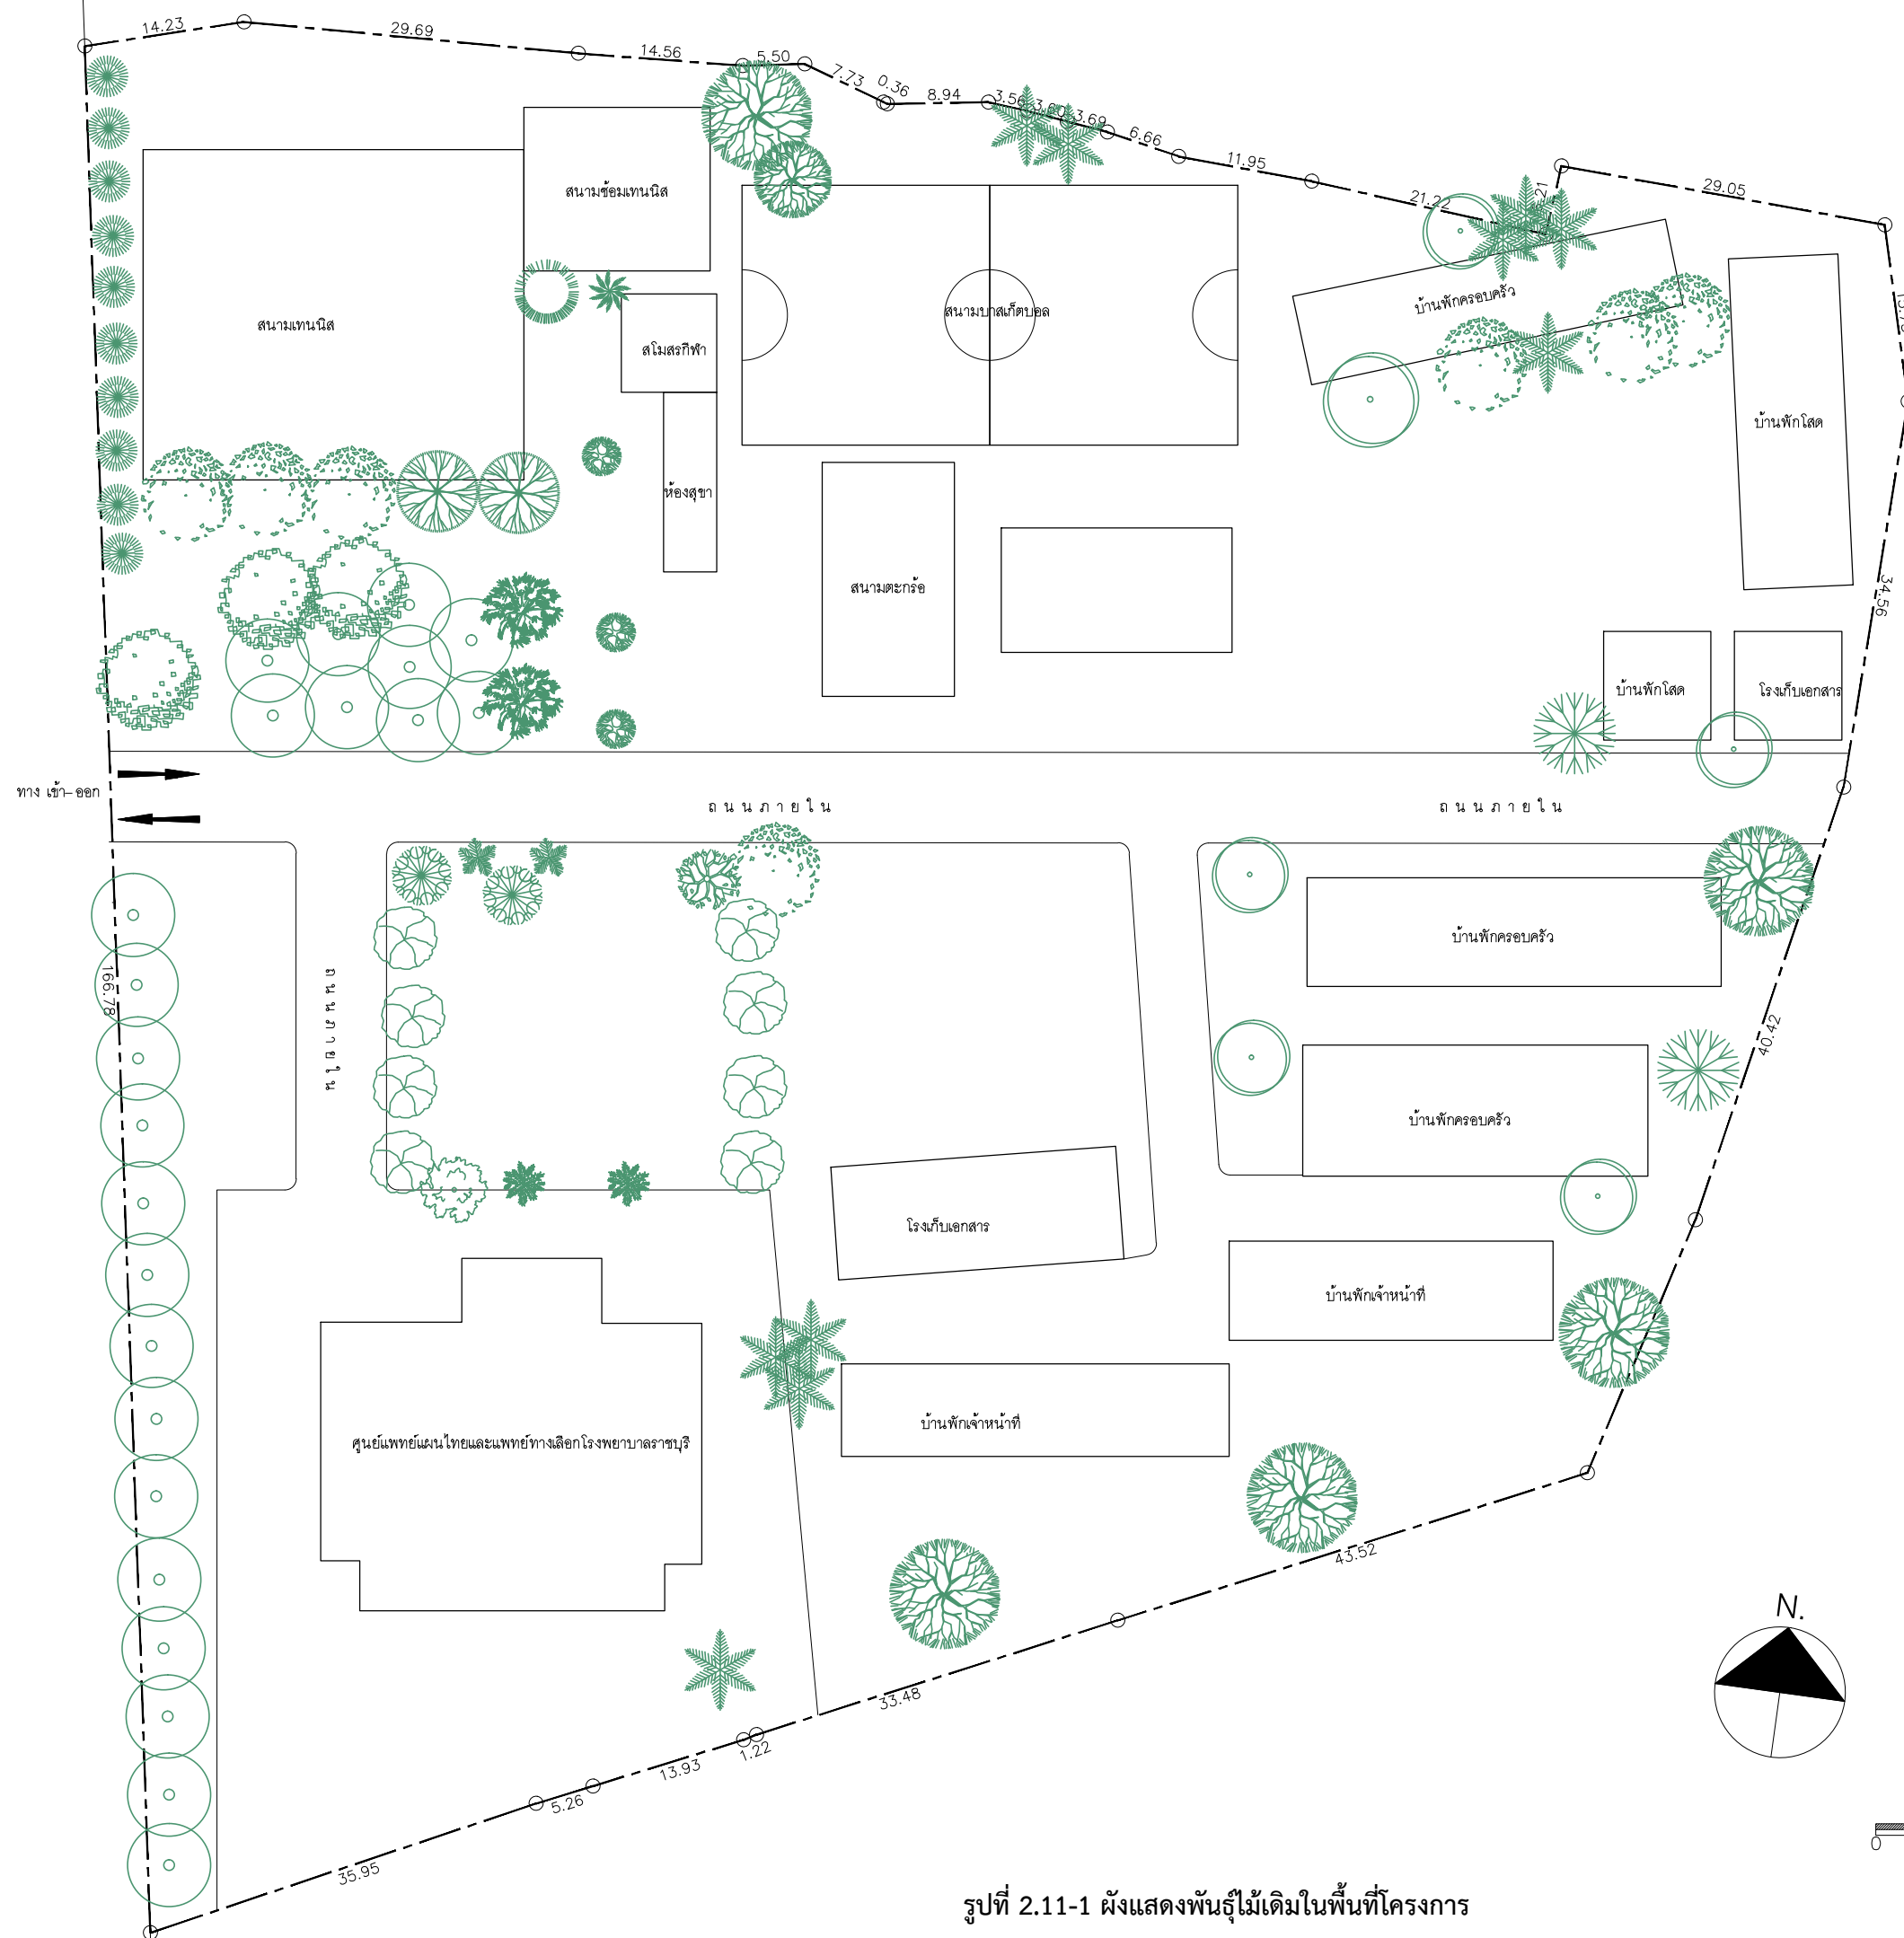 14.23
29.69
14.56
5.50
7.73
0.36
8.94
3.56
3.69
6.66
11.95
21.22
29.05
สนามซ้อมเทนนิส
สนามเทนนิส
สโมสรกีฬา
สนามบาสเก็ตบอล
บ้านพักครอบครัว
บ้านพักโสด
ห้องสุขา
สนามตะกร้อ
34.56
บ้านพักโสด
โรงเก็บเอกสาร
ทาง เข้า-ออก
ถนนภายใน
ถนนภายใน
บ้านพักครอบครัว
166.78
ถนนภายใน
40.42
บ้านพักครอบครัว
โรงเก็บเอกสาร
บ้านพักเจ้าหน้าที่
บ้านพักเจ้าหน้าที่
ศูนย์แพทย์แผนไทยและแพทย์ทางเลือกโรงพยาบาลราชบุรี
43.52
N.
33.48
1.22
13.93
5.26
35.95
0
รูปที่ 2.11-1 ผังแสดงพันธุ์ไม้เดิมในพื้นที่โครงการ